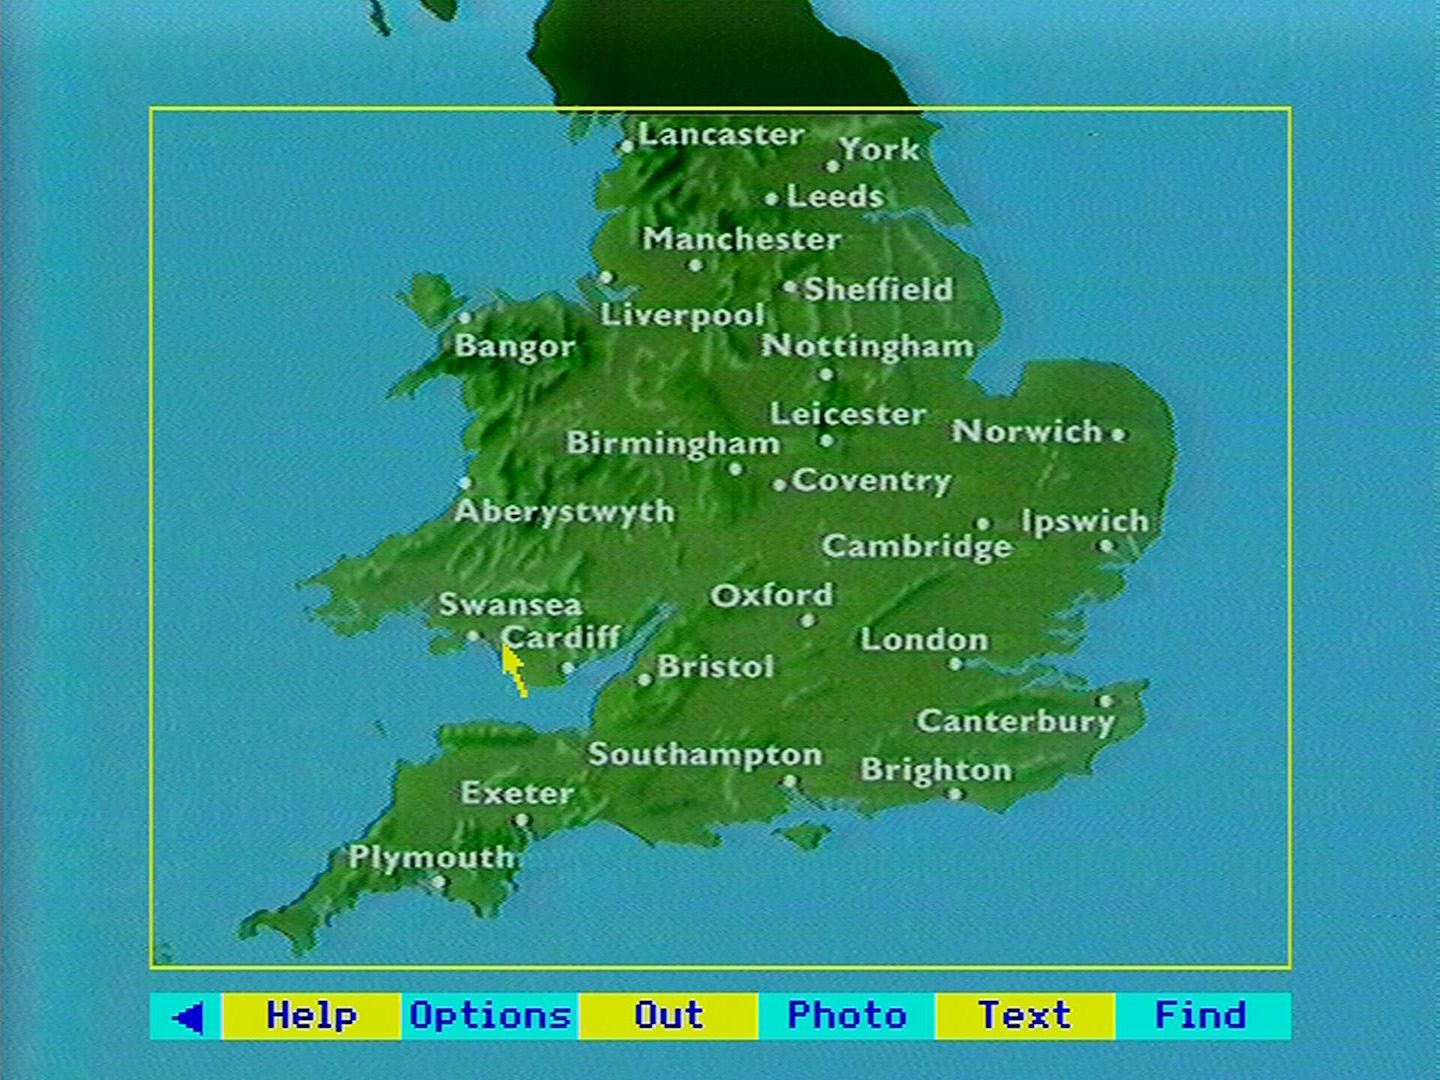 Lancaster
York
Leeds
Manchester
Sheffield
Liverpool
Bangor
Nottingham
Leicester
Norwich
Birmingham
Coventry
Aberystwyth
Ipswich
Cambridge
Swansea
Oxford
Cardiff
London
Bristol
Canterbury
Southampton
Brighton
Exeter
Plymouth
Help Options Out Photo Text Find